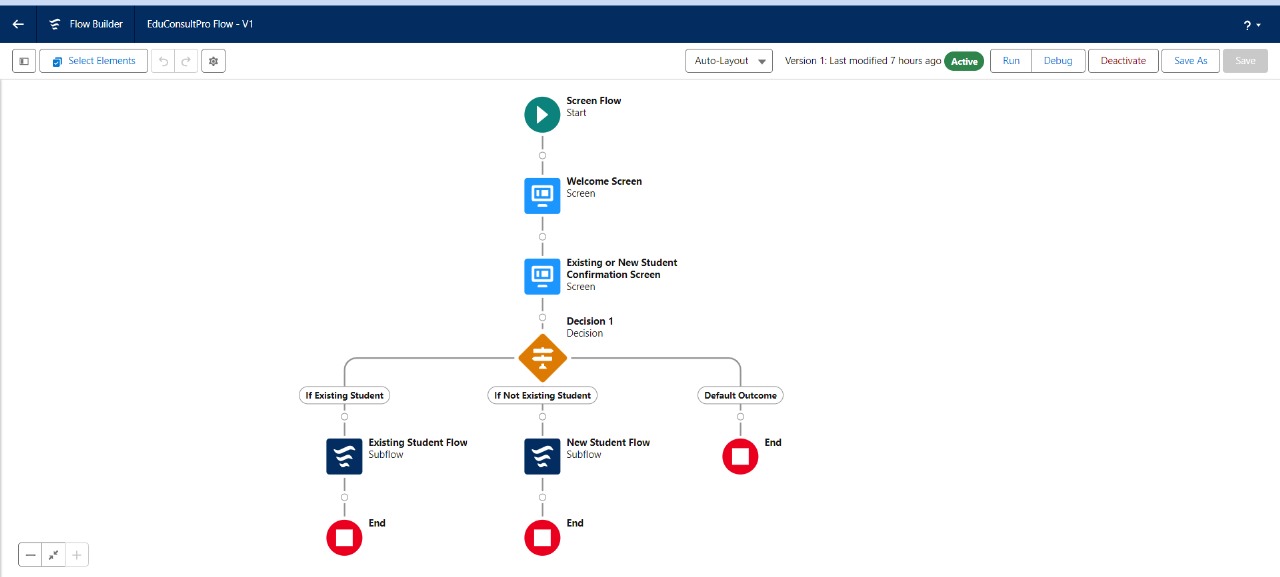 Flow Builder
EduConsultPro Flow - V1
?
Select Elements
Auto-Layout
Version 1: Last modified 7 hours ago
Active
Run
Debug
Deactivate
Save As
Save
Screen Flow
Start
Welcome Screen
Screen
Existing or New Student
Confirmation Screen
Screen
Decision 1
Decision
If Existing Student
If Not Existing Student
Default Outcome
Existing Student Flow
Subflow
New Student Flow
Subflow
End
End
End